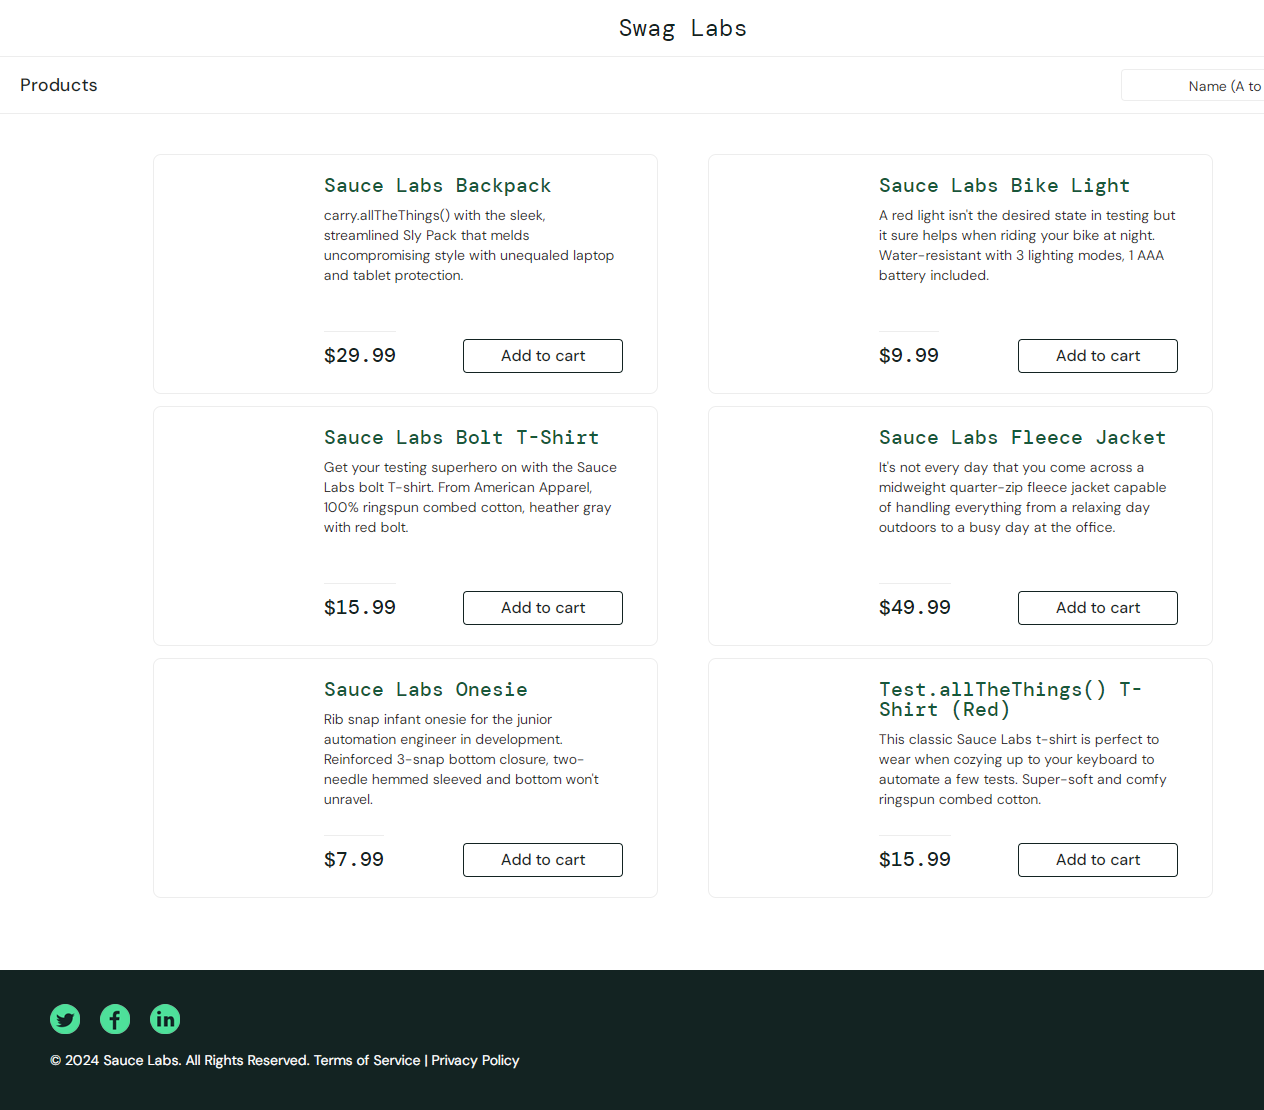 Swag Labs
Products
Name (A to
Sauce Labs Backpack
carry.allTheThings() with the sleek,
streamlined Sly Pack that melds
uncompromising style with unequaled laptop
and tablet protection.
$29.99
Add to cart
Sauce Labs Bike Light
A red light isn't the desired state in testing but
it sure helps when riding your bike at night.
Water-resistant with 3 lighting modes, 1 AAA
battery included.
$9.99
Add to cart
Sauce Labs Bolt T-Shirt
Get your testing superhero on with the Sauce
Labs bolt T-shirt. From American Apparel,
100% ringspun combed cotton, heather gray
with red bolt.
$15.99
Add to cart
Sauce Labs Fleece Jacket
It's not every day that you come across a
midweight quarter-zip fleece jacket capable
of handling everything from a relaxing day
outdoors to a busy day at the office.
$49.99
Add to cart
Sauce Labs Onesie
Rib snap infant onesie for the junior
automation engineer in development.
Reinforced 3-snap bottom closure, two-
needle hemmed sleeved and bottom won't
unravel.
$7.99
Add to cart
Test.allTheThings() T-
Shirt (Red)
This classic Sauce Labs t-shirt is perfect to
wear when cozying up to your keyboard to
automate a few tests. Super-soft and comfy
ringspun combed cotton.
$15.99
Add to cart
© 2024 Sauce Labs. All Rights Reserved. Terms of Service | Privacy Policy